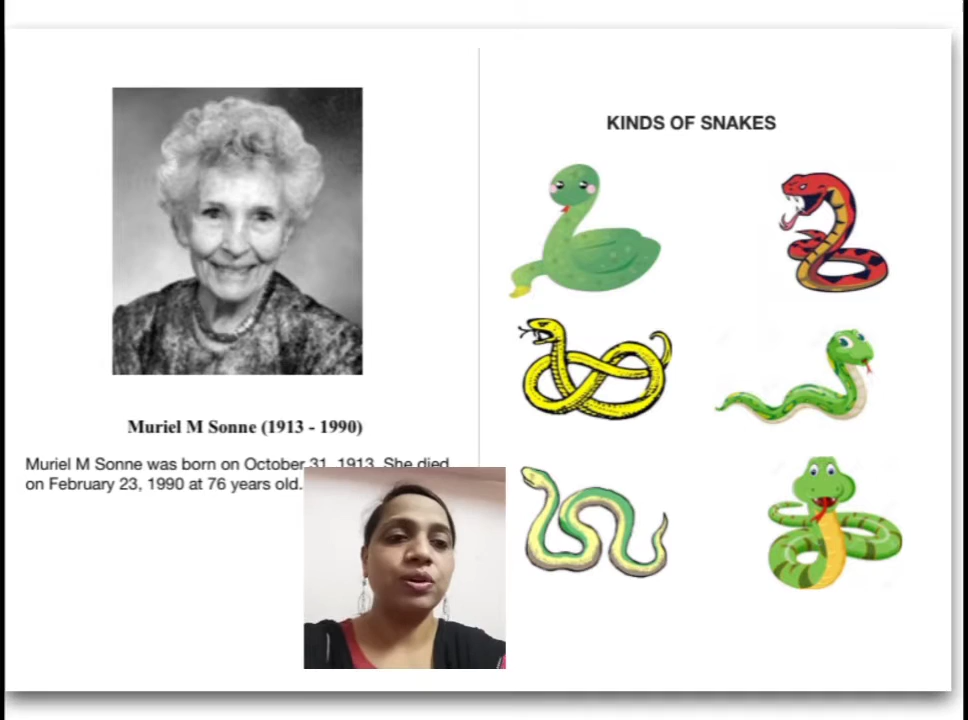 KINDS OF SNAKES
Muriel M Sonne (1913 - 1990)
Muriel M Sonne was born on October 31, 1913. She died
on February 23, 1990 at 76 years old.